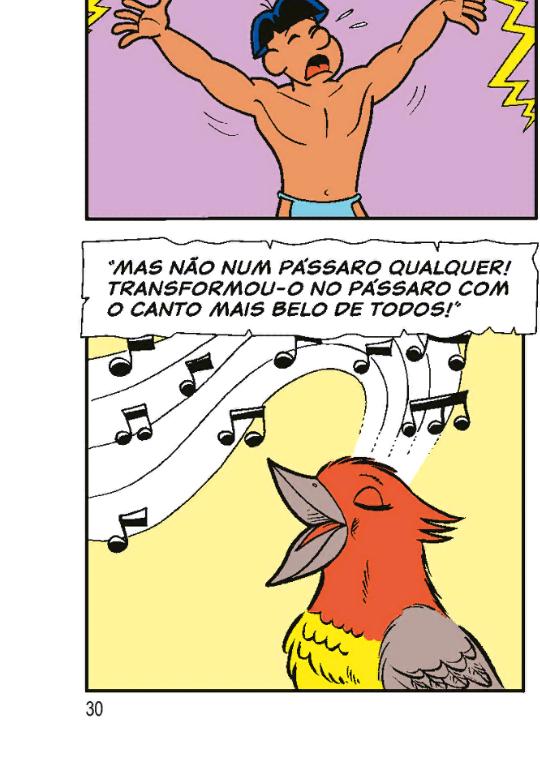 "MAS NÃO NUM PÁSSARO QUALQUER!
TRANSFORMOU-O NO PÁSSARO COM
O CANTO MAIS BELO DE TODOS!"
30